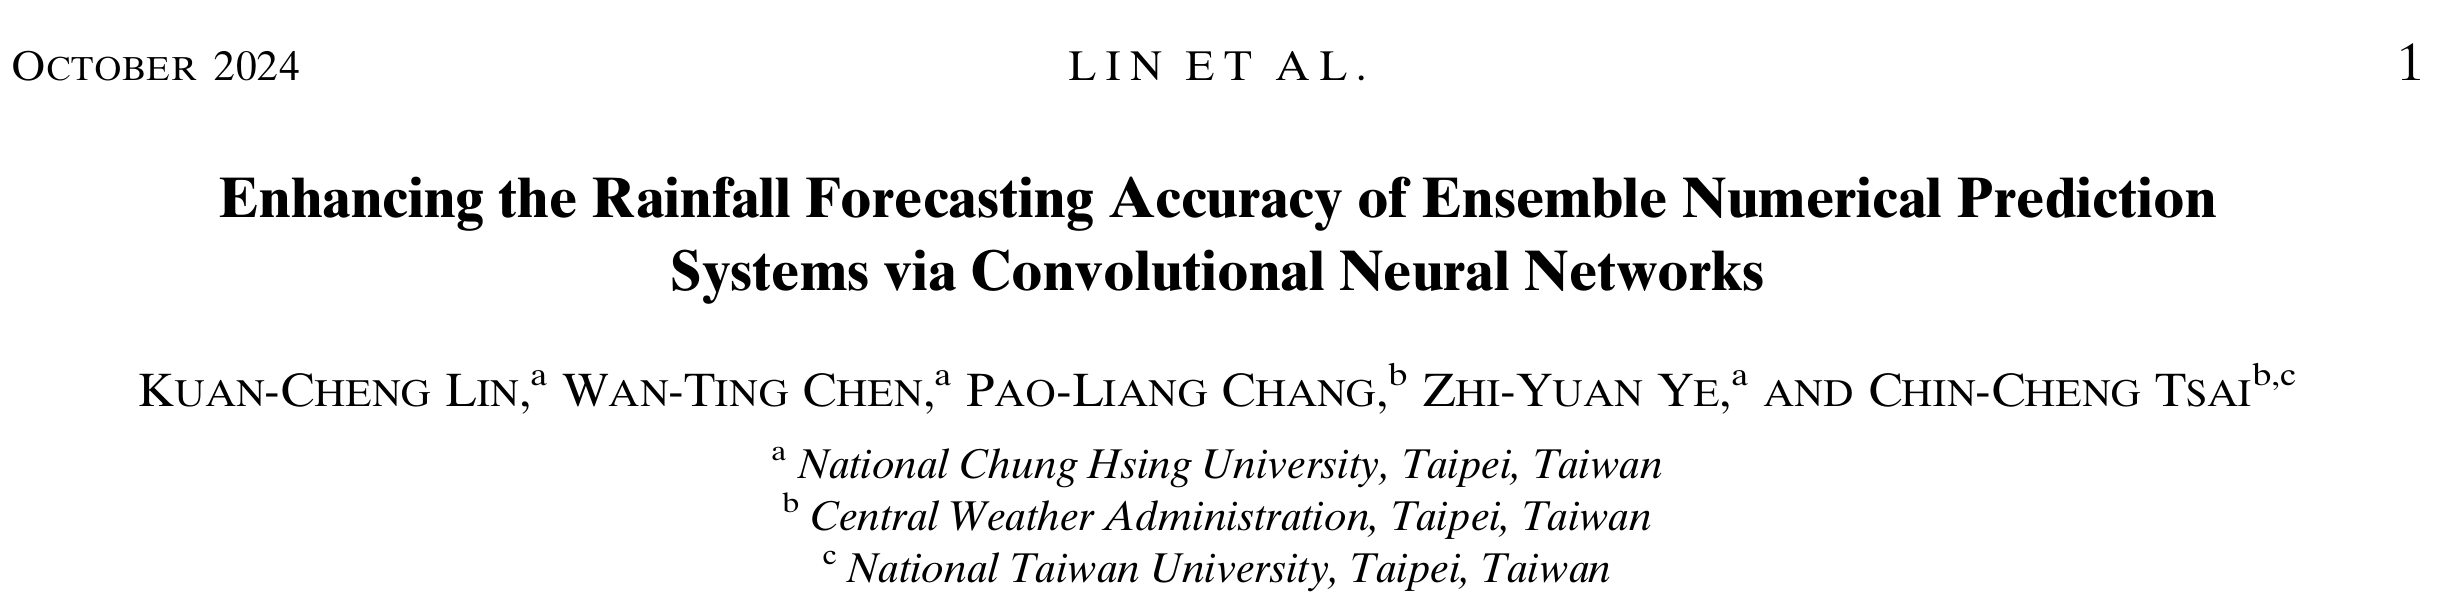 OCTOBER 2024 LIN ET AL. 1
Enhancing the Rainfall Forecasting Accuracy of Ensemble Numerical Prediction
Systems via Convolutional Neural Networks
KUAN-CHENG LIN,a WAN-TING CHEN,a PAO-LIANG CHANG,b ZHI-YUAN YE,a AND CHIN-CHENG TSAIb,c
a National Chung Hsing University, Taipei, Taiwan
b Central Weather Administration, Taipei, Taiwan
c National Taiwan University, Taipei, Taiwan